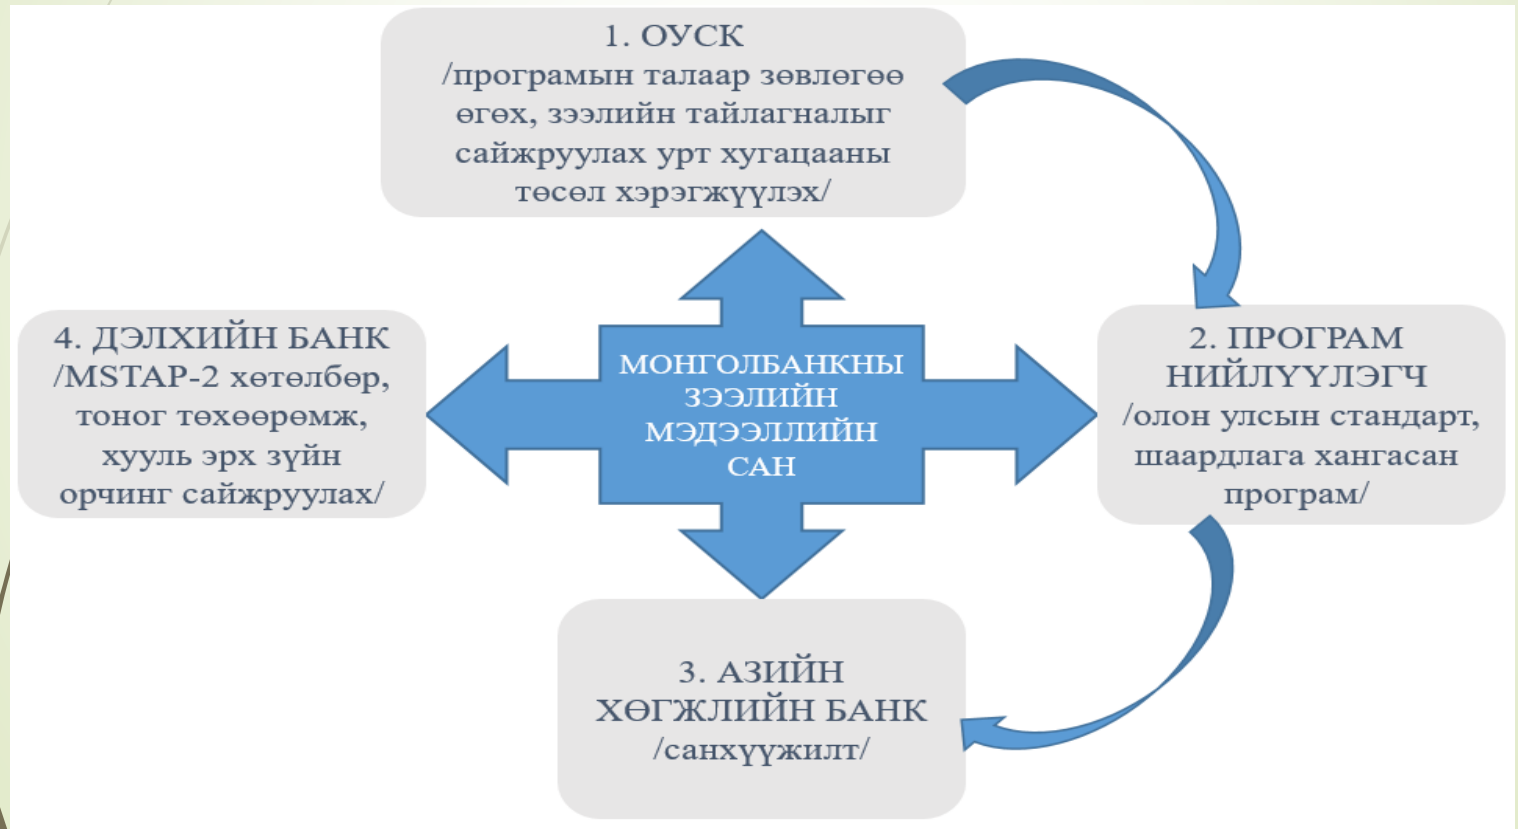 1. ОУСК
/програмын талаар зөвлөгөө
өгөх, зээлийн тайлагналыг
сайжруулах урт хугацааны
төсөл хэрэгжүүлэх/
4. ДЭЛХИЙН БАНК
/MSTAP-2 хөтөлбөр,
тоног төхөөрөмж,
хууль эрх зүйн
орчинг сайжруулах/
МОНГОЛБАНКНЫ
ЗЭЭЛИЙН
МЭДЭЭЛЛИЙН
САН
2. ПРОГРАМ
НИЙЛҮҮЛЭГЧ
/олон улсын стандарт,
шаардлага хангасан
програм/
3. АЗИЙН
ХӨГЖЛИЙН БАНК
/санхүүжилт/